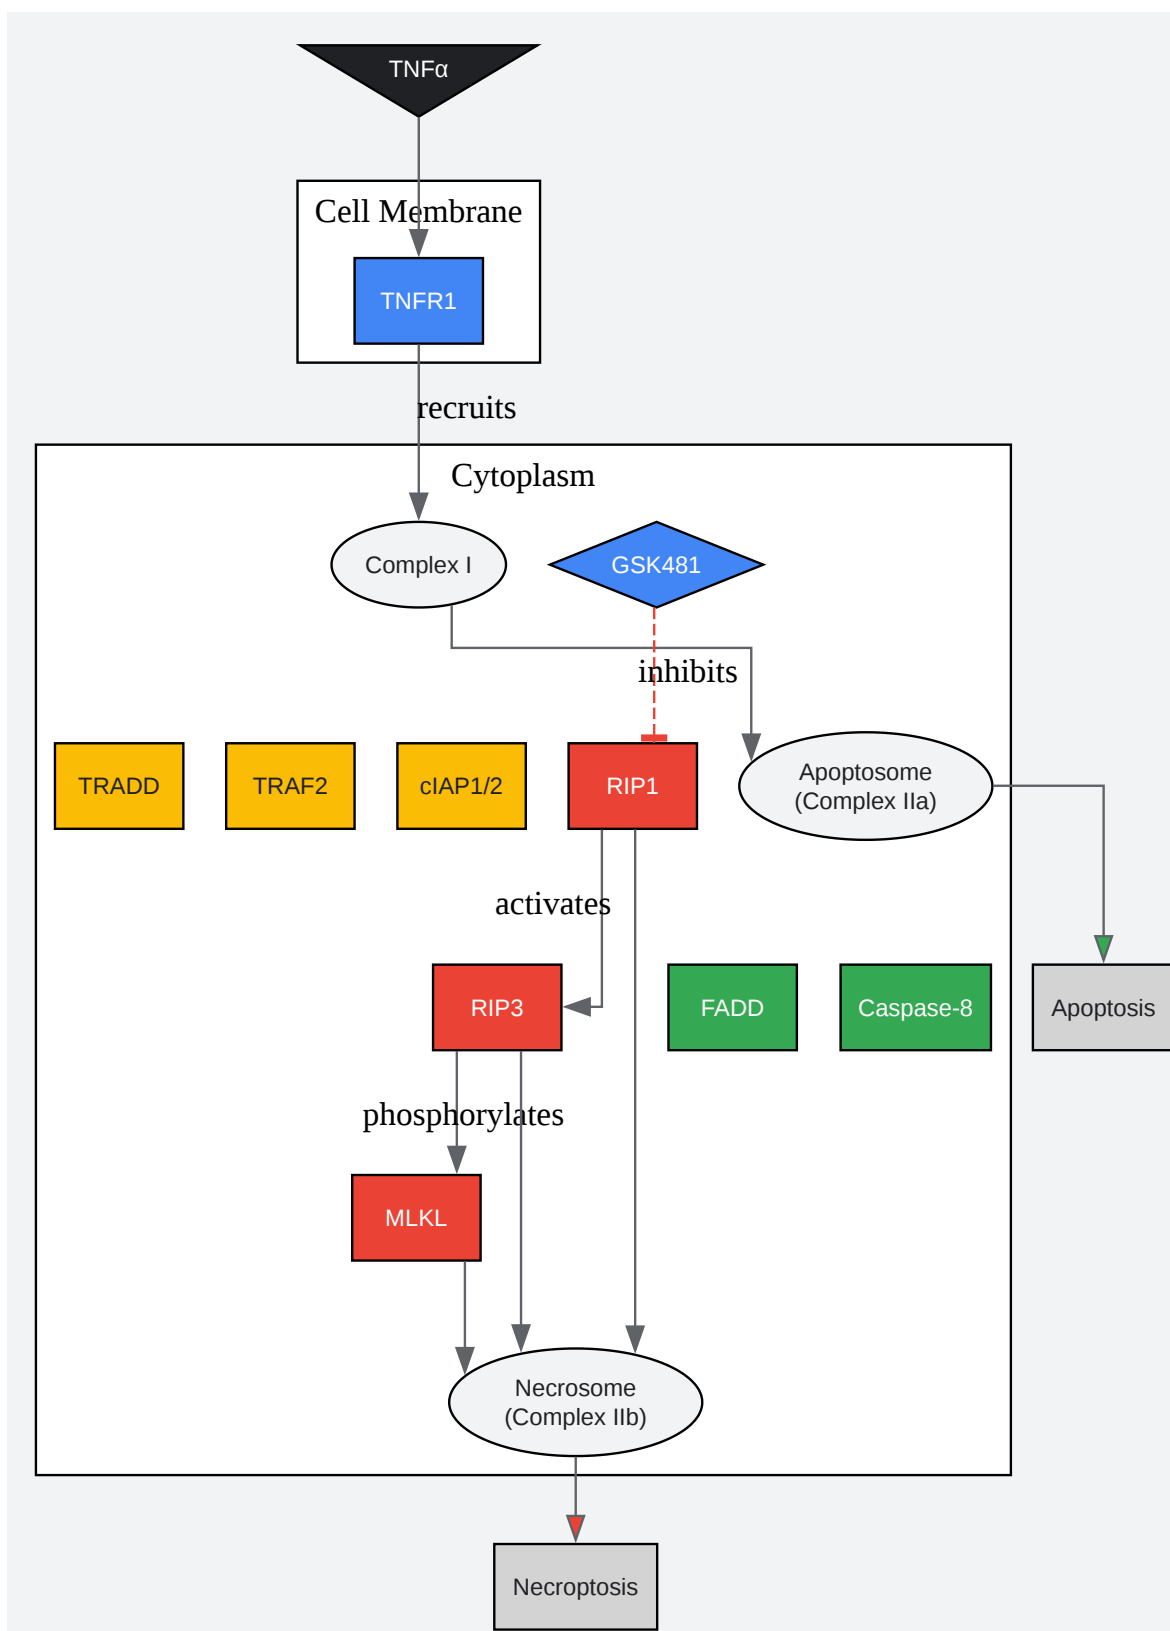 TNFα
Cell Membrane
TNFR1
recruits
Cytoplasm
Complex I
GSK481
inhibits
TRADD
TRAF2
cIAP1/2
RIP1
Apoptosome
(Complex IIa)
activates
RIP3
FADD
Caspase-8
Apoptosis
phosphorylates
MLKL
Necrosome
(Complex IIb)
Necroptosis